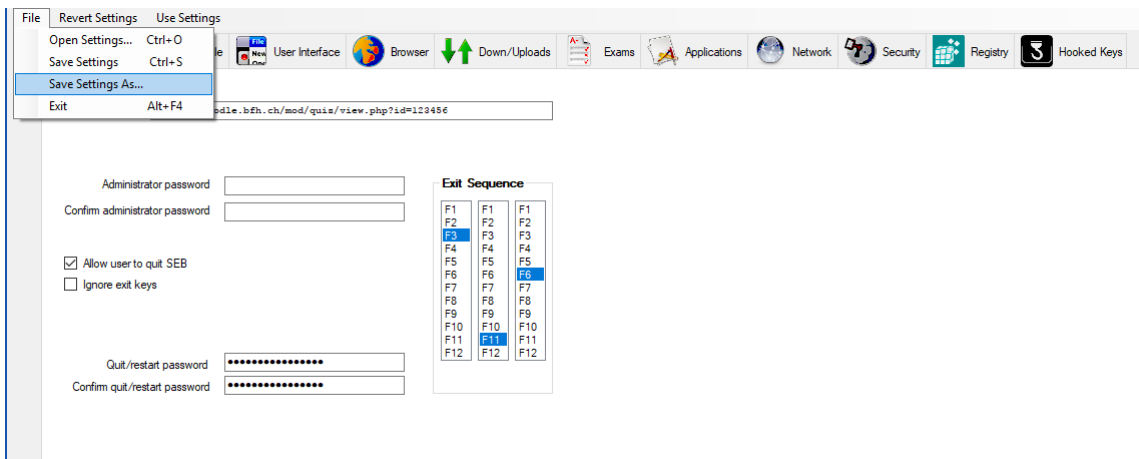 File Revert Settings Use Settings
Open Settings... Ctrl+O
Save Settings Ctrl+S
Save Settings As...
Exit Alt+F4
User Interface Browser Down/Uploads Exams Applications Network Security Registry Hooked Keys
dle.bfh.ch/mod/quiz/view.php?id=123456
Administrator password
Confirm administrator password
Allow user to quit SEB
Ignore exit keys
Quit/restart password ••••••••••••••••
Confirm quit/restart password ••••••••••••••••
Exit Sequence
F1 F1 F1
F2 F2 F2
F3 F3 F3
F4 F4 F4
F5 F5 F5
F6 F6 F6
F7 F7 F7
F8 F8 F8
F9 F9 F9
F10 F10 F10
F11 F11 F11
F12 F12 F12